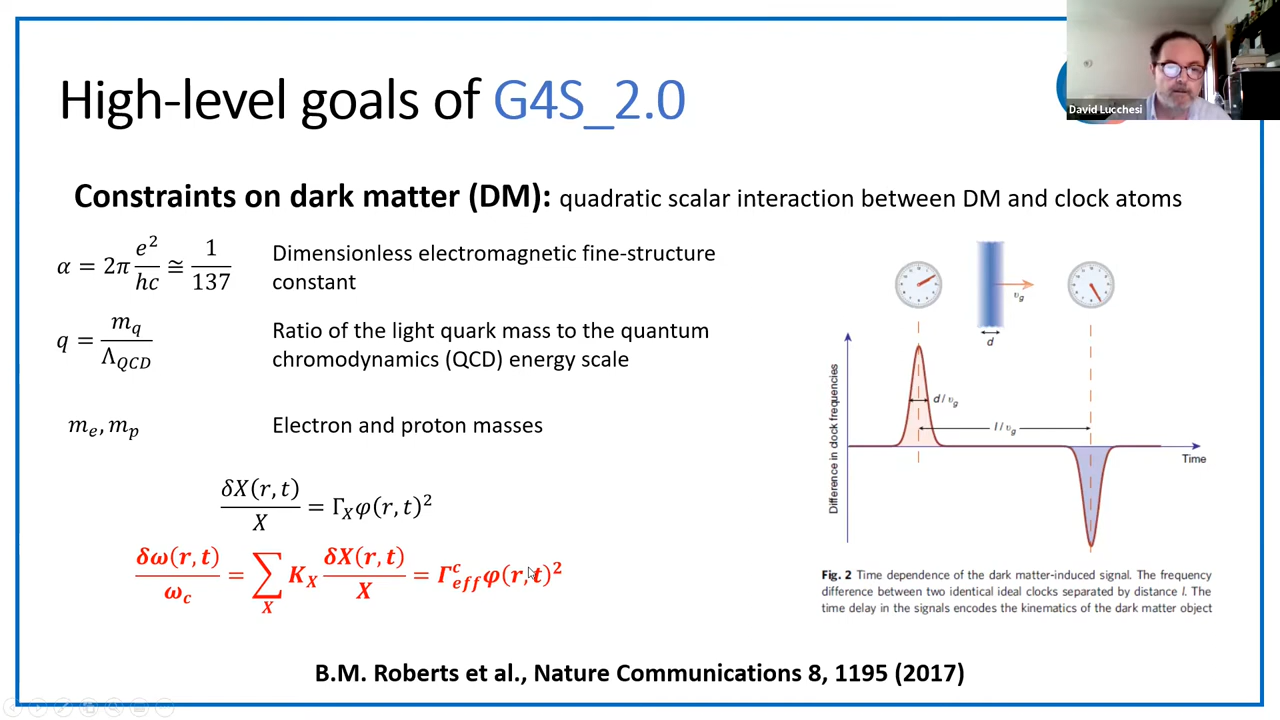 High-level goals of G4S_2.0
David Lucchesi
Constraints on dark matter (DM): quadratic scalar interaction between DM and clock atoms
α = 2π e²/hc ≅ 1/137
Dimensionless electromagnetic fine-structure
constant
q = m_q/Λ_QCD
Ratio of the light quark mass to the quantum
chromodynamics (QCD) energy scale
m_e, m_p
Electron and proton masses
δX(r, t)/X = Γ_X φ(r, t)²
δω(r, t)/ω_c = ∑_X K_X δX(r, t)/X = Γ^c_eff φ(r, t)²
v_g
d
d / v_g
l / v_g
Difference in clock frequencies
Time
Fig. 2 Time dependence of the dark matter-induced signal. The frequency
difference between two identical ideal clocks separated by distance l. The
time delay in the signals encodes the kinematics of the dark matter object
B.M. Roberts et al., Nature Communications 8, 1195 (2017)